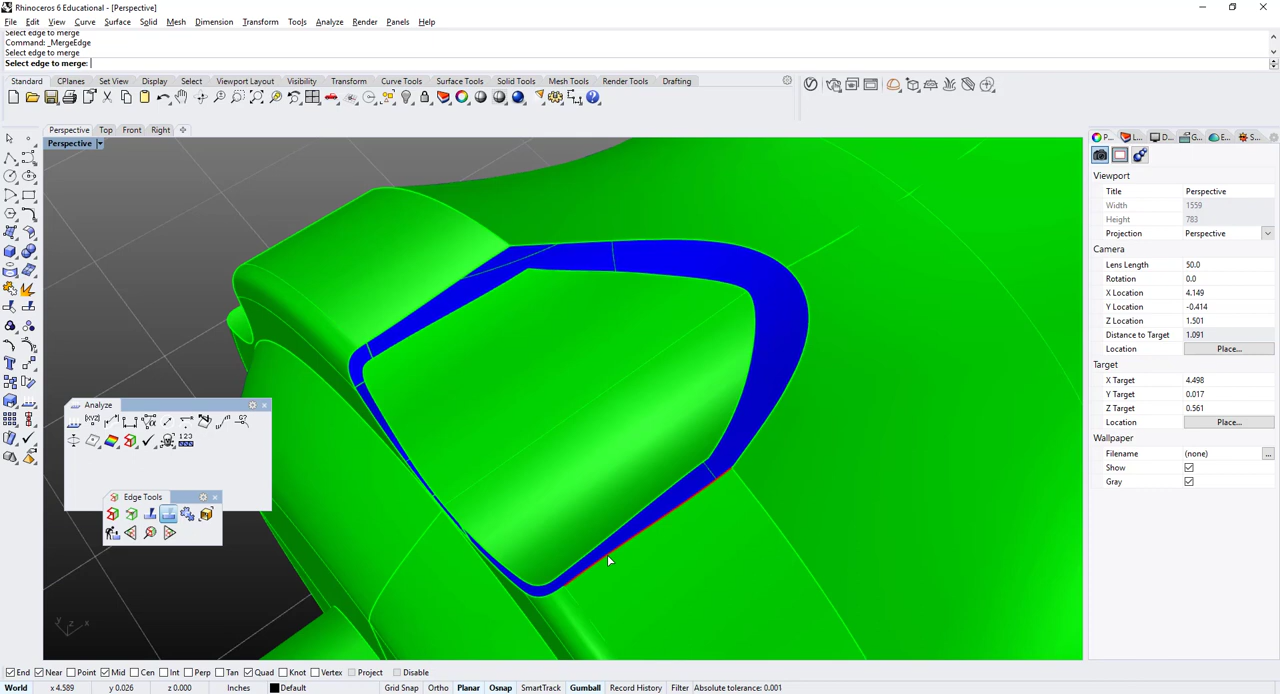 Rhinoceros 6 Educational - [Perspective]
File Edit View Curve Surface Solid Mesh Dimension Transform Tools Analyze Render Panels Help
Select edge to merge
Command: _MergeEdge
Select edge to merge
Select edge to merge:
Standard CPlanes Set View Display Select Viewport Layout Visibility Transform Curve Tools Surface Tools Solid Tools Mesh Tools Render Tools Drafting
Perspective Top Front Right
Perspective
P... L... D... G... E... S...
Viewport
Title Perspective
Width 1559
Height 783
Projection Perspective
Camera
Lens Length 50.0
Rotation 0.0
X Location 4.149
Y Location -0.414
Z Location 1.501
Distance to Target 1.091
Location Place...
Target
X Target 4.498
Y Target 0.017
Z Target 0.561
Location Place...
Wallpaper
Filename (none) ...
Show
Gray
Analyze
Edge Tools
y z x
End Near Point Mid Cen Int Perp Tan Quad Knot Vertex Project Disable
World x 4.589 y 0.026 z 0.000 Inches Default Grid Snap Ortho Planar Osnap SmartTrack Gumball Record History Filter Absolute tolerance: 0.001